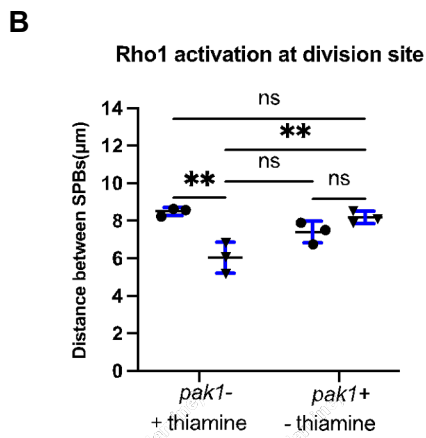 B
Rho1 activation at division site
Distance between SPBs(µm)
14
12
10
8
6
4
2
0
ns
**
ns
**
ns
pak1- pak1+
+ thiamine - thiamine